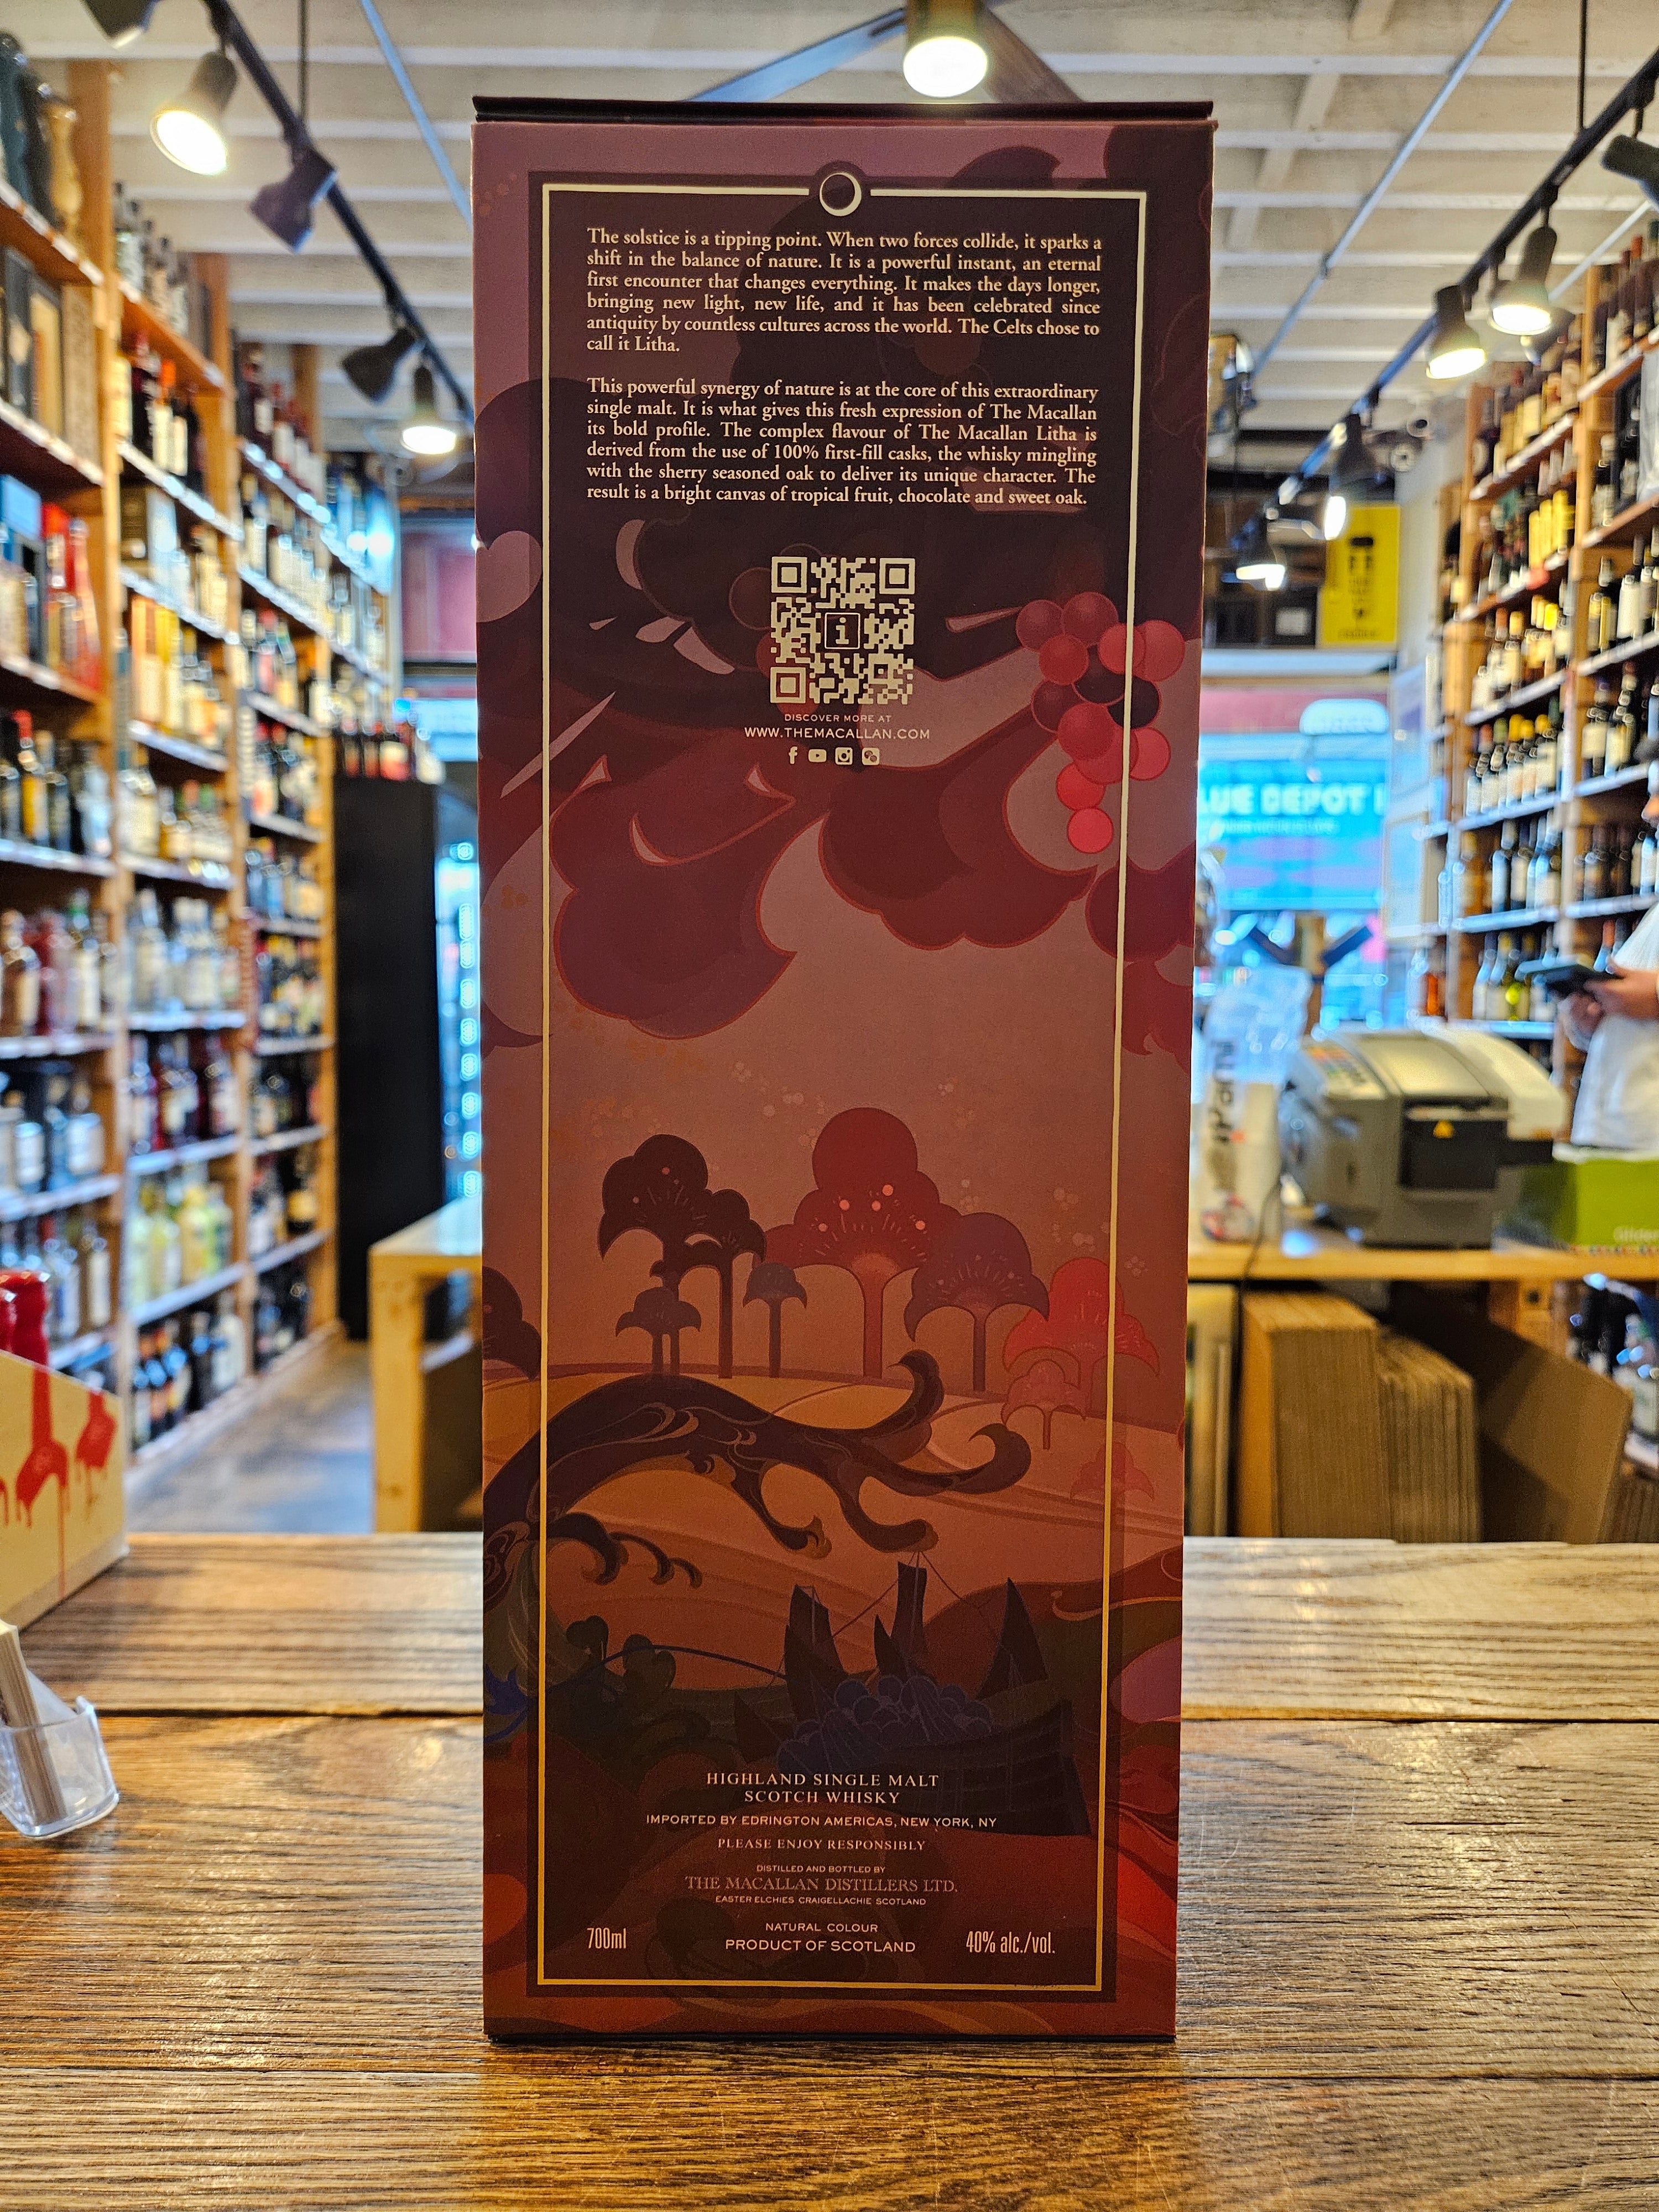 The solstice is a tipping point. When two forces collide, it sparks a
shift in the balance of nature. It is a powerful instant, an eternal
first encounter that changes everything. It makes the days longer,
bringing new light, new life, and it has been celebrated since
antiquity by countless cultures across the world. The Celts chose to
call it Litha.
This powerful synergy of nature is at the core of this extraordinary
single malt. It is what gives this fresh expression of The Macallan
its bold profile. The complex flavour of The Macallan Litha is
derived from the use of 100% first-fill casks, the whisky mingling
with the sherry seasoned oak to deliver its unique character. The
result is a bright canvas of tropical fruit, chocolate and sweet oak.
i
DISCOVER MORE AT
WWW.THEMACALLAN.COM
DEPOT
HIGHLAND SINGLE MALT
SCOTCH WHISKY
IMPORTED BY EDRINGTON AMERICAS, NEW YORK, NY
PLEASE ENJOY RESPONSIBLY
DISTILLED AND BOTTLED BY
THE MACALLAN DISTILLERS LTD.
EASTER ELCHIES CRAIGELLACHIE SCOTLAND
NATURAL COLOUR
700ml PRODUCT OF SCOTLAND 40% alc./vol.